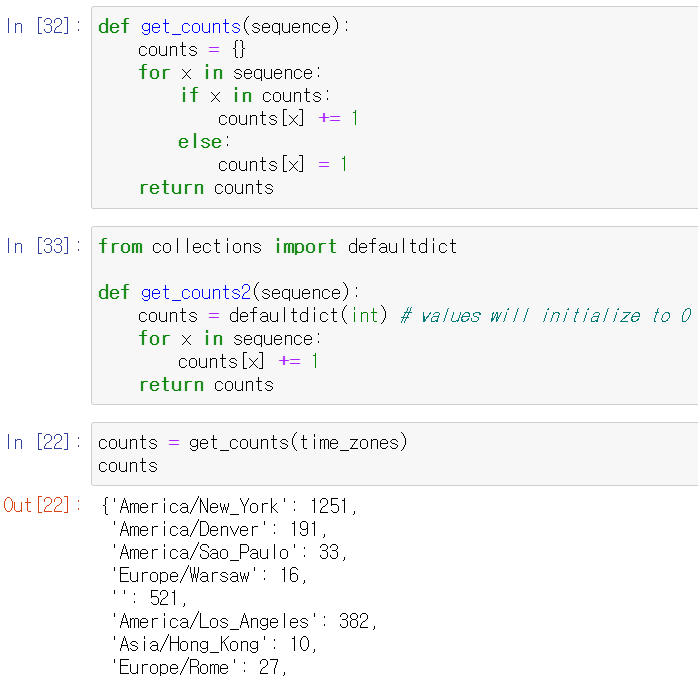 In [32]: def get_counts(sequence):
    counts = {}
    for x in sequence:
        if x in counts:
            counts[x] += 1
        else:
            counts[x] = 1
    return counts
In [33]: from collections import defaultdict
def get_counts2(sequence):
    counts = defaultdict(int) # values will initialize to 0
    for x in sequence:
        counts[x] += 1
    return counts
In [22]: counts = get_counts(time_zones)
counts
Out[22]: {'America/New_York': 1251,
 'America/Denver': 191,
 'America/Sao_Paulo': 33,
 'Europe/Warsaw': 16,
 '': 521,
 'America/Los_Angeles': 382,
 'Asia/Hong_Kong': 10,
 'Europe/Rome': 27,